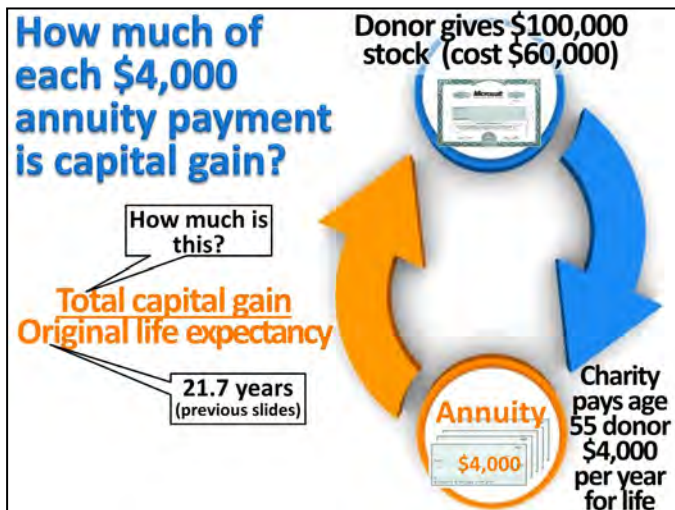 How much of
each $4,000
annuity payment
is capital gain?
Donor gives $100,000
stock (cost $60,000)
Microsoft
How much is
this?
Total capital gain
Original life expectancy
21.7 years
(previous slides)
Annuity
$4,000
Charity
pays age
55 donor
$4,000
per year
for life